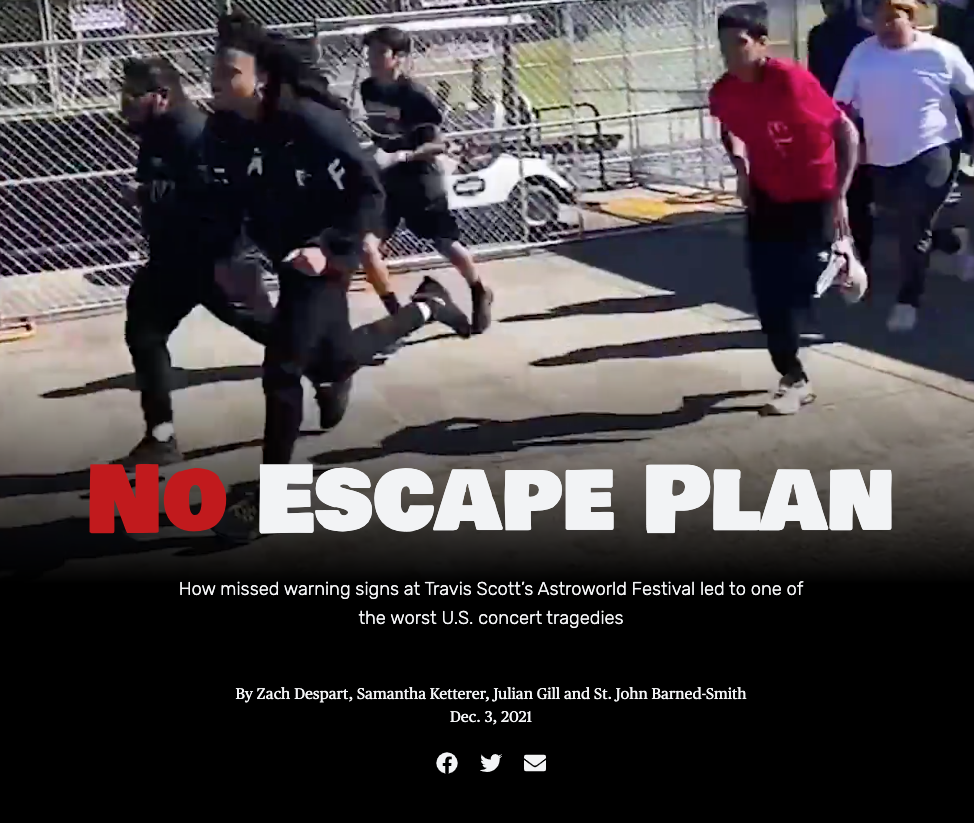 No Escape Plan
How missed warning signs at Travis Scott's Astroworld Festival led to one of
the worst U.S. concert tragedies
By Zach Despart, Samantha Ketterer, Julian Gill and St. John Barned-Smith
Dec. 3, 2021